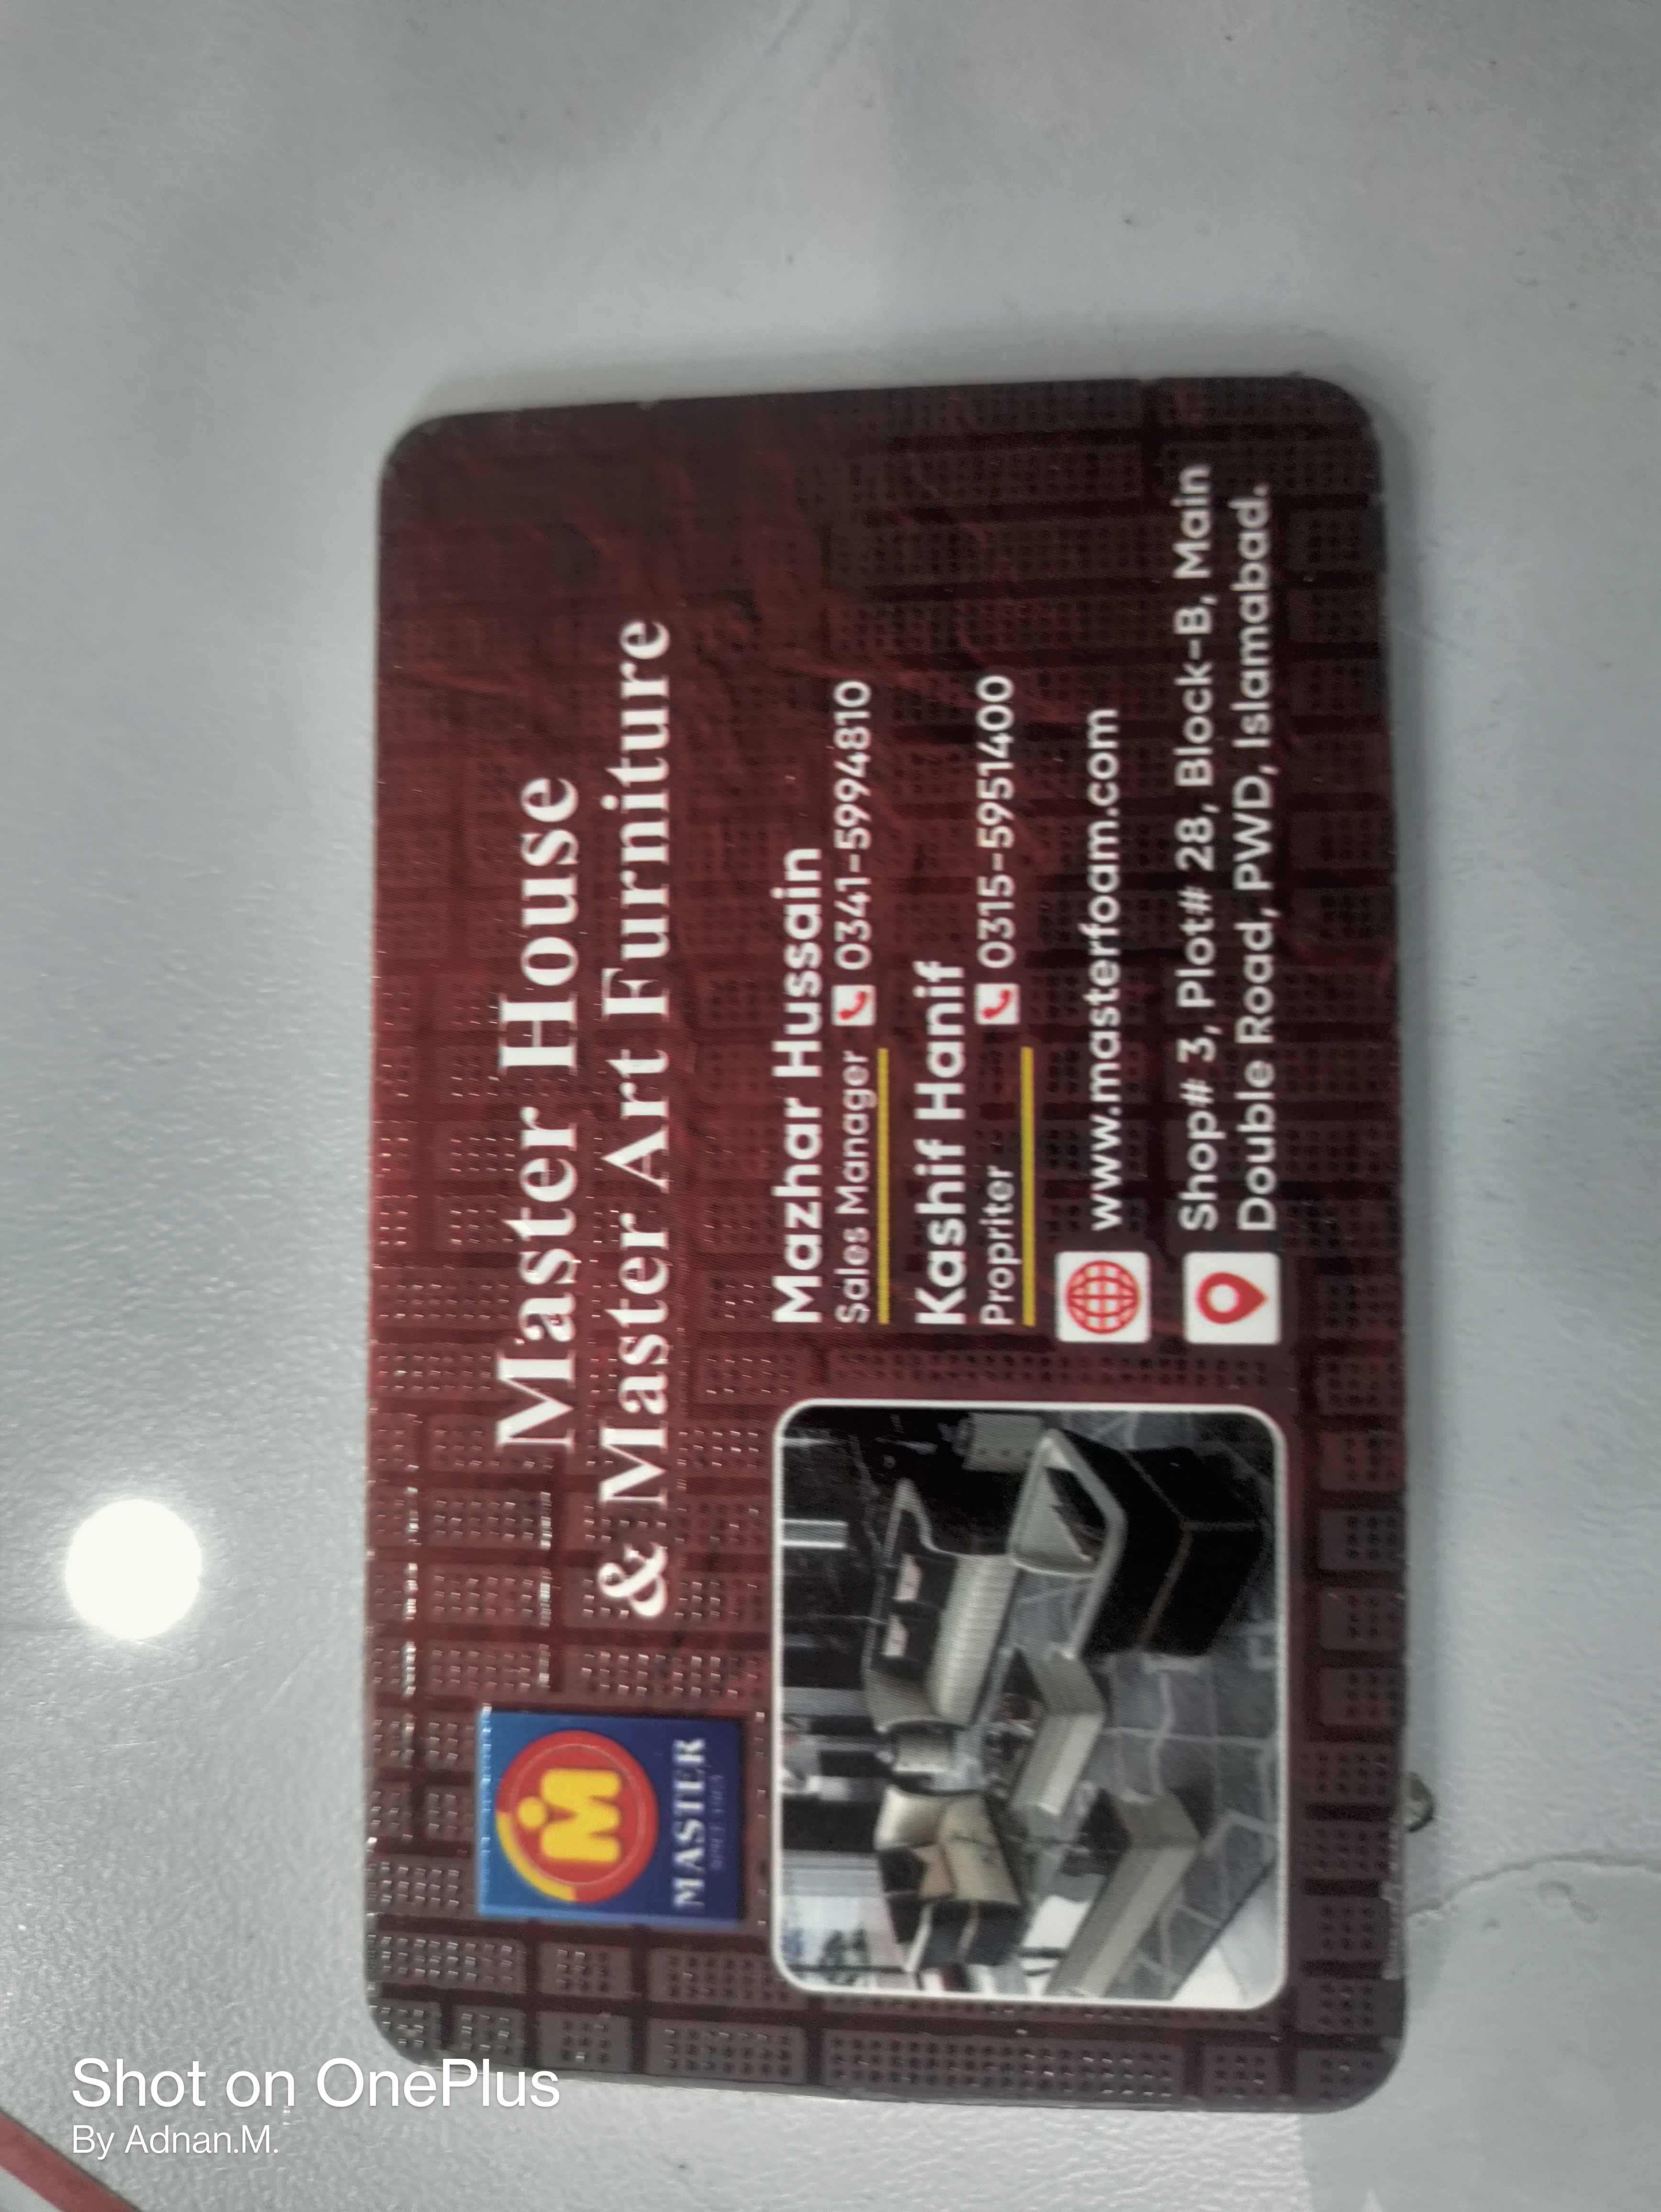 Master House
& Master Art Furniture
MASTER
Mazhar Hussain
Sales Manager 0341-5994810
Kashif Hanif
Propriter 0315-5951400
www.masterfoam.com
Shop# 3, Plot# 28, Block-B, Main
Double Road, PWD, Islamabad.
Shot on OnePlus
By Adnan.M.